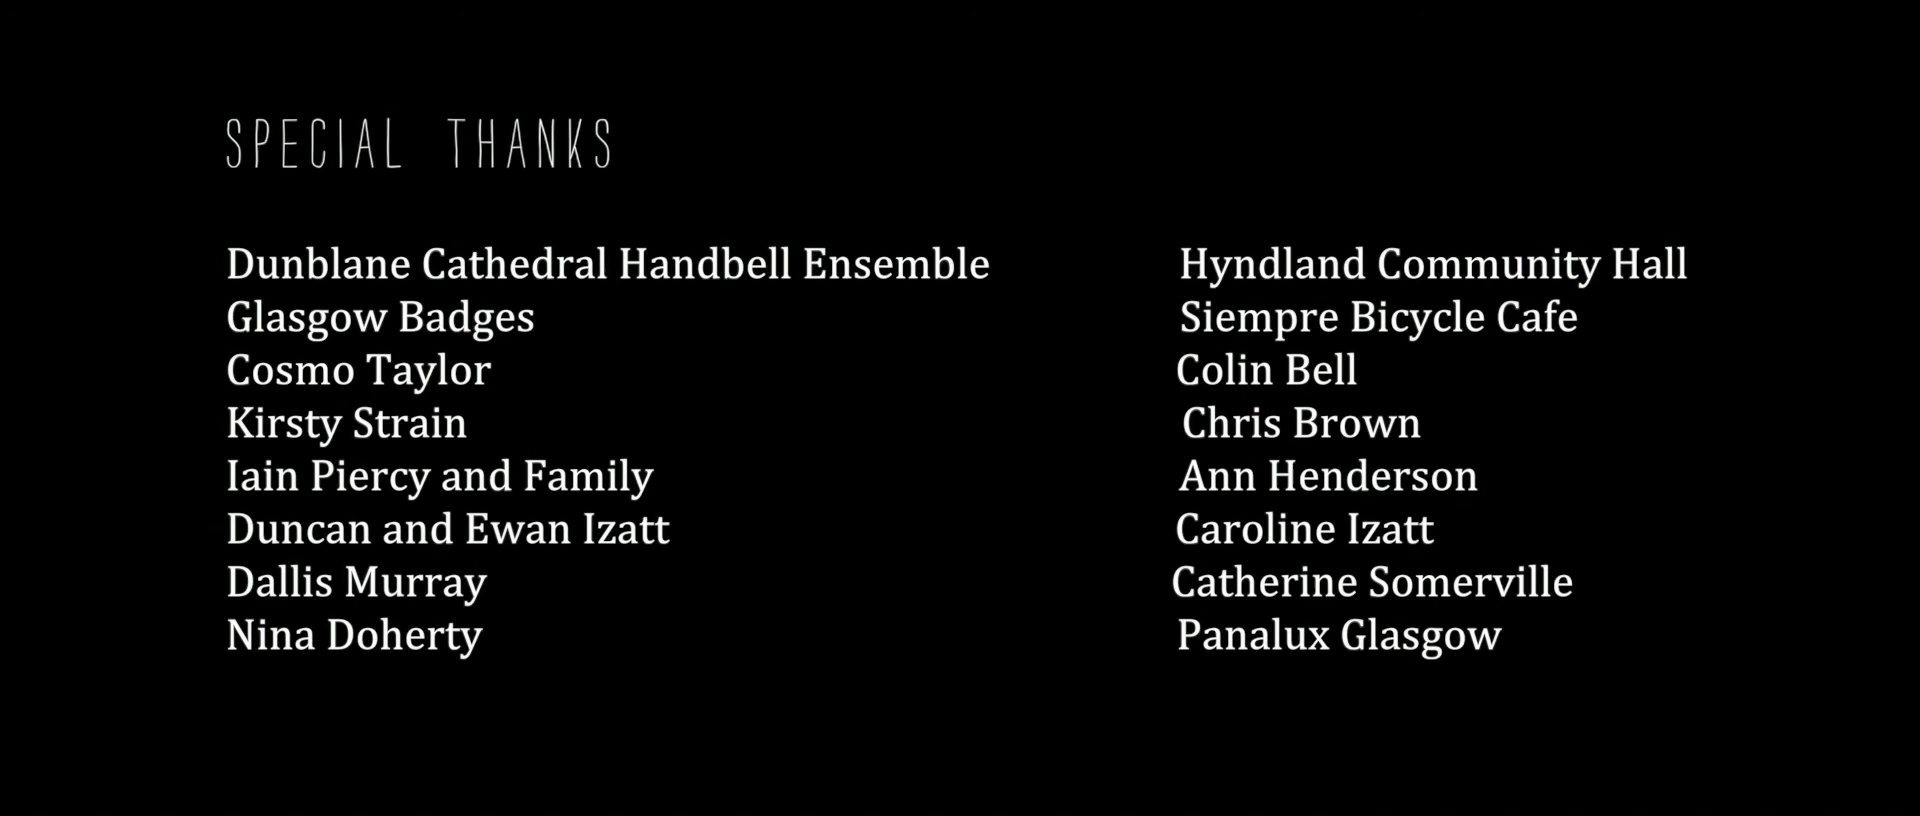 SPECIAL THANKS
Dunblane Cathedral Handbell Ensemble
Glasgow Badges
Cosmo Taylor
Kirsty Strain
Iain Piercy and Family
Duncan and Ewan Izatt
Dallis Murray
Nina Doherty
Hyndland Community Hall
Siempre Bicycle Cafe
Colin Bell
Chris Brown
Ann Henderson
Caroline Izatt
Catherine Somerville
Panalux Glasgow